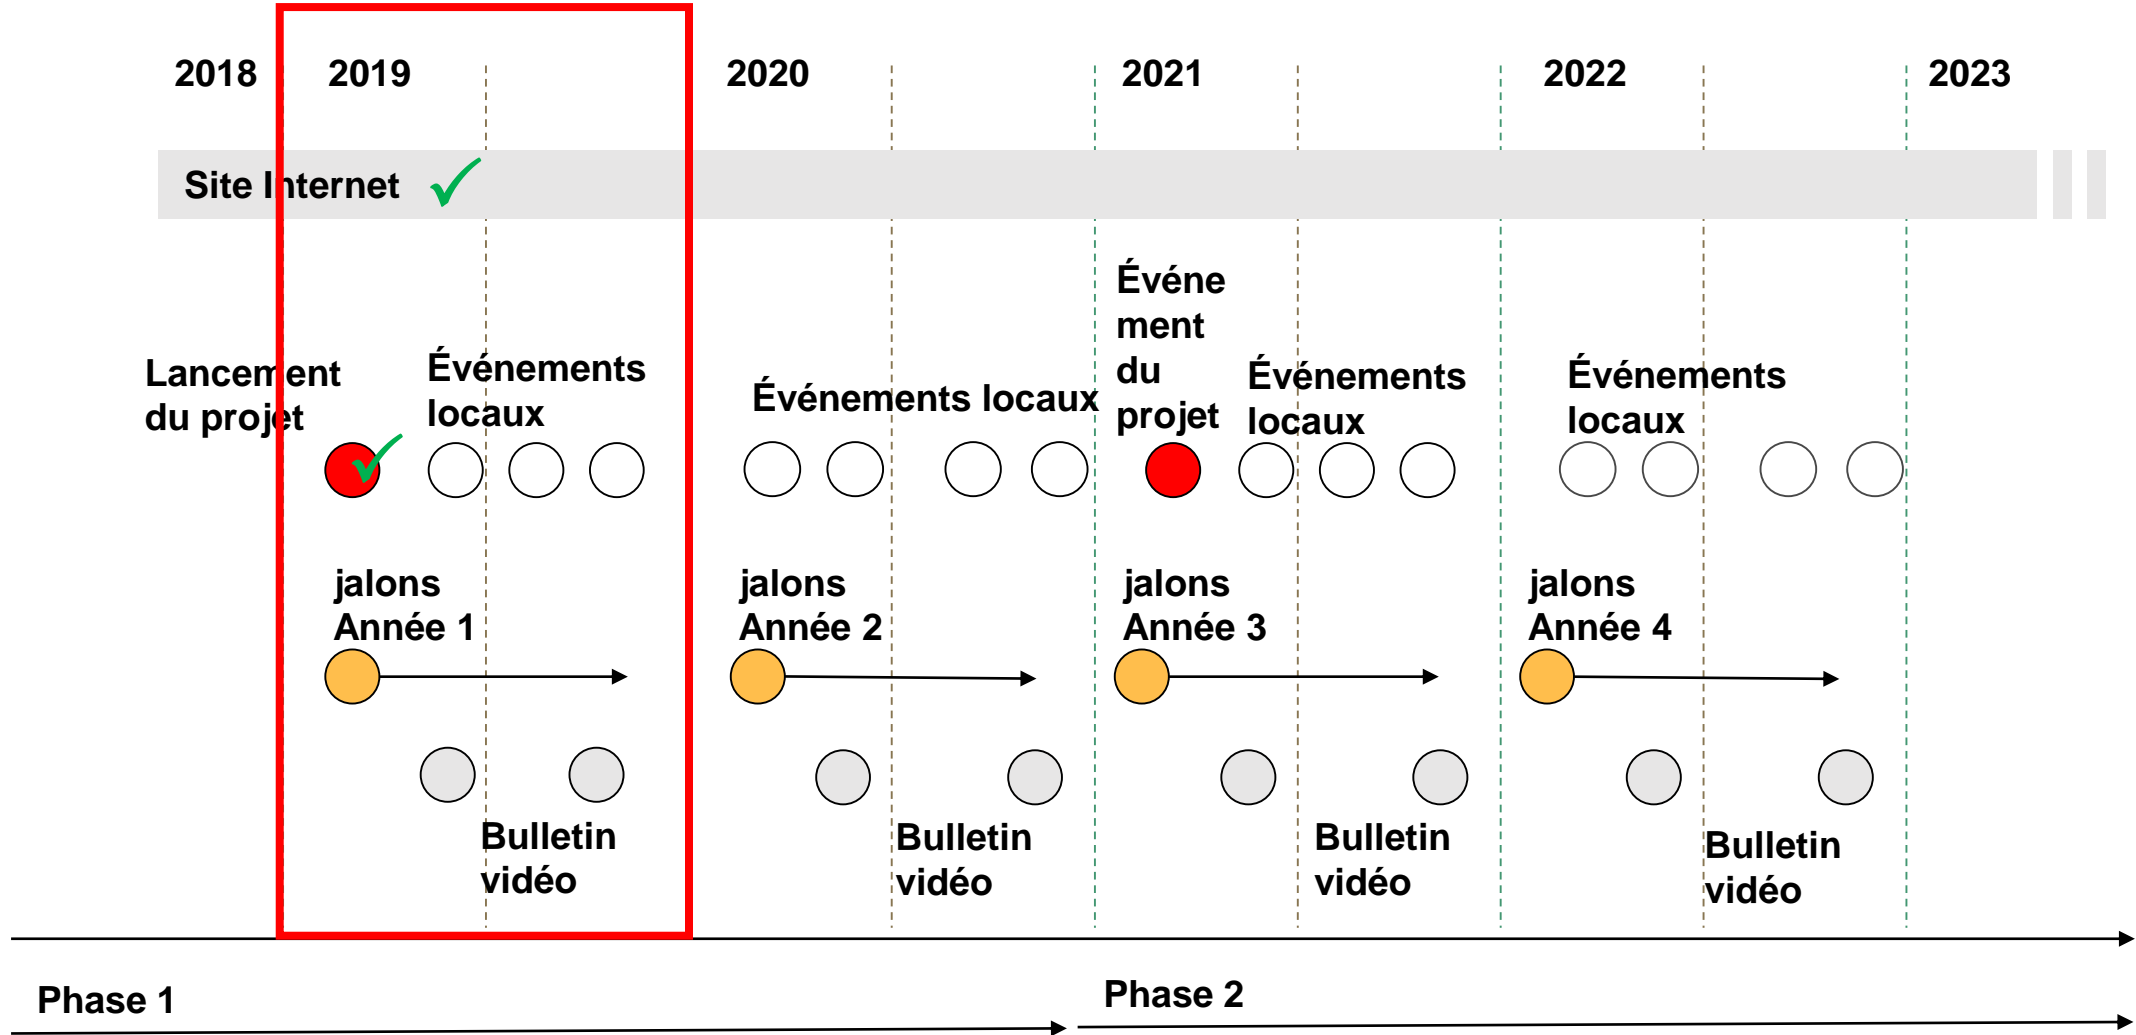 2018
2019
2020
2021
2022
2023
Site Internet
Lancement
du projet
Événements
locaux
Événements locaux
Événe
ment
du
projet
Événements
locaux
Événements
locaux
jalons
Année 1
jalons
Année 2
jalons
Année 3
jalons
Année 4
Bulletin
vidéo
Bulletin
vidéo
Bulletin
vidéo
Bulletin
vidéo
Phase 1
Phase 2